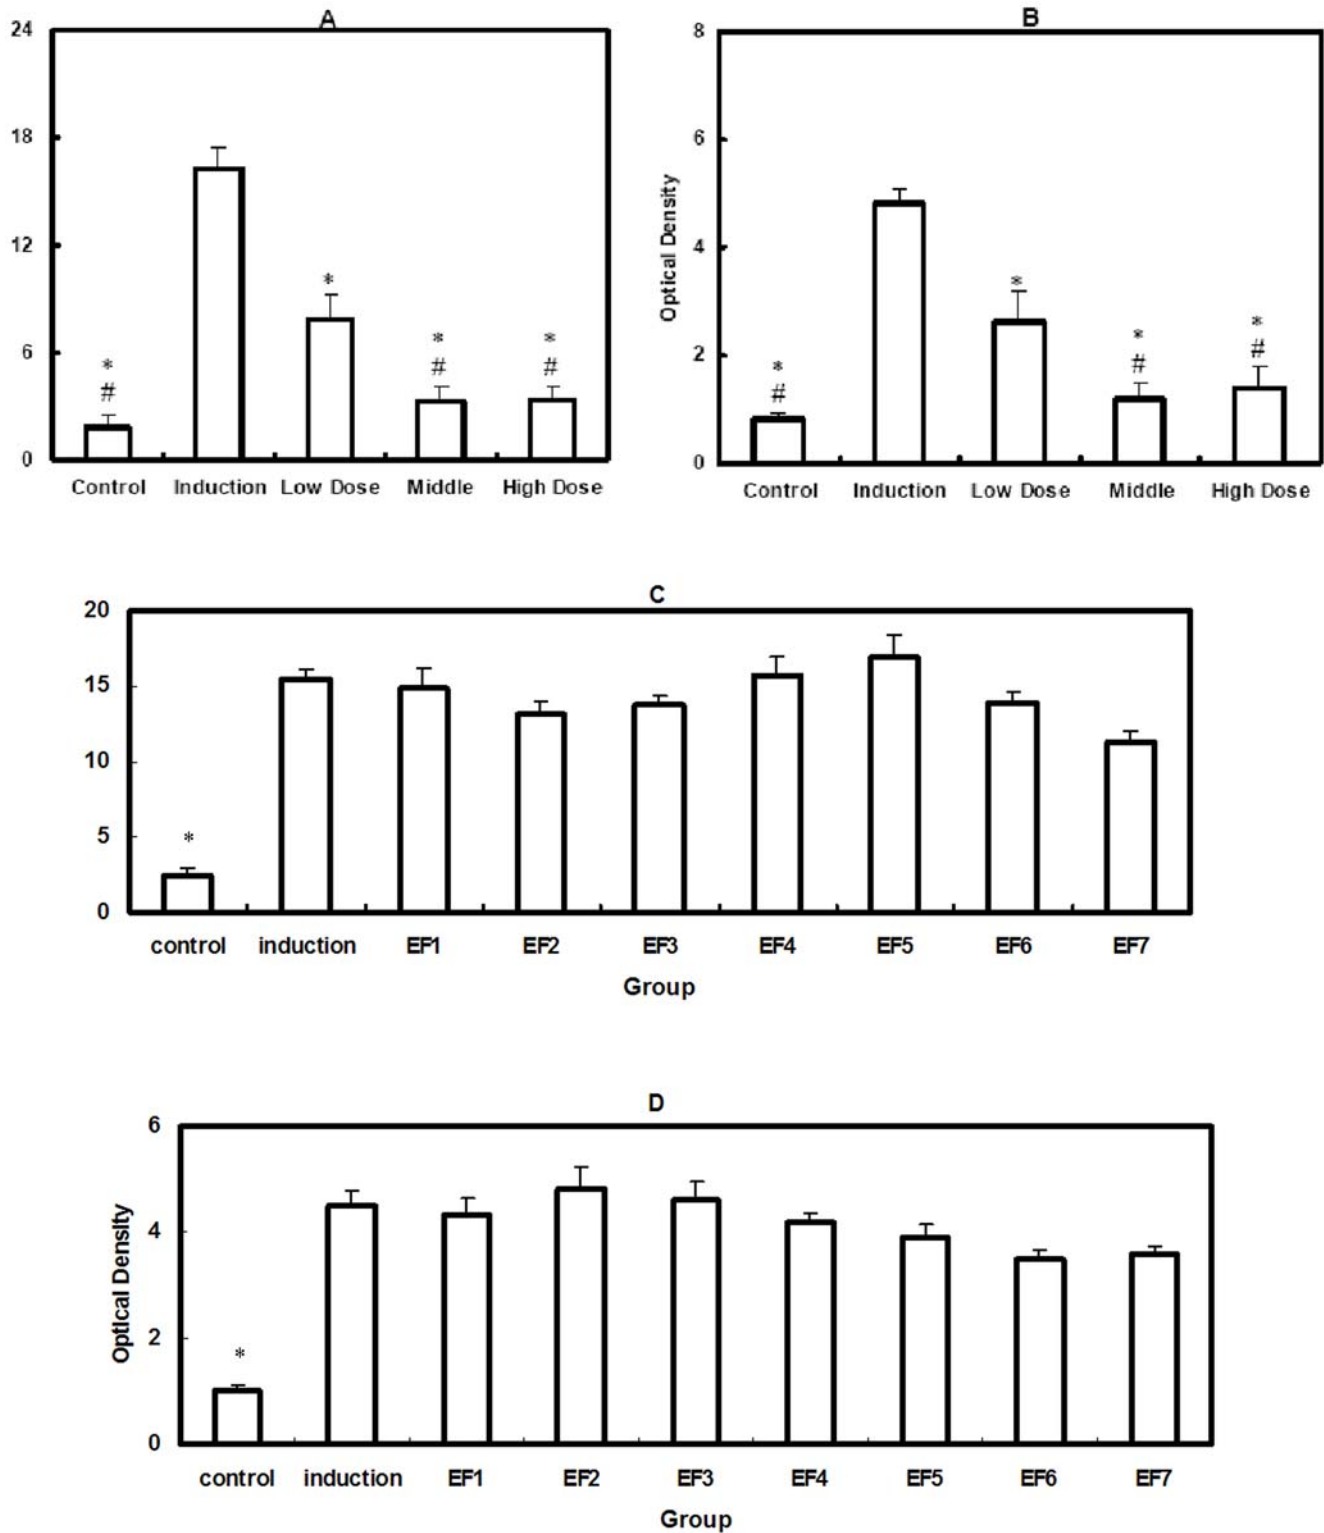 A
24
18
12
6
0
*
#
*
*
#
*
#
Control Induction Low Dose Middle High Dose
B
8
6
4
2
0
Optical Density
*
#
*
*
#
*
#
Control Induction Low Dose Middle High Dose
C
20
15
10
5
0
*
control induction EF1 EF2 EF3 EF4 EF5 EF6 EF7
Group
D
6
4
2
0
Optical Density
*
control induction EF1 EF2 EF3 EF4 EF5 EF6 EF7
Group